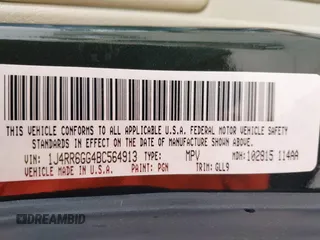 THIS VEHICLE CONFORMS TO ALL APPLICABLE U.S.A. FEDERAL MOTOR VEHICLE SAFETY
STANDARDS IN EFFECT ON THE DATE OF MANUFACTURE SHOWN ABOVE.
VIN: 1J4RR6GG4BC564913 TYPE: MPV MDH: 102815 114AA
VEHICLE MADE IN U.S.A. PAINT: PGN TRIM: GLL9
DREAMBID